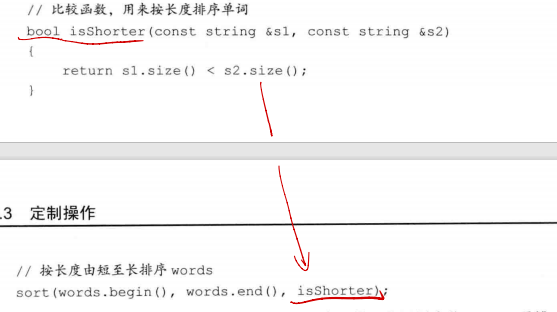 // 比较函数，用来按长度排序单词
bool isShorter(const string &s1, const string &s2)
{
return s1.size() < s2.size();
}
.3 定制操作
// 按长度由短至长排序 words
sort(words.begin(), words.end(), isShorter);